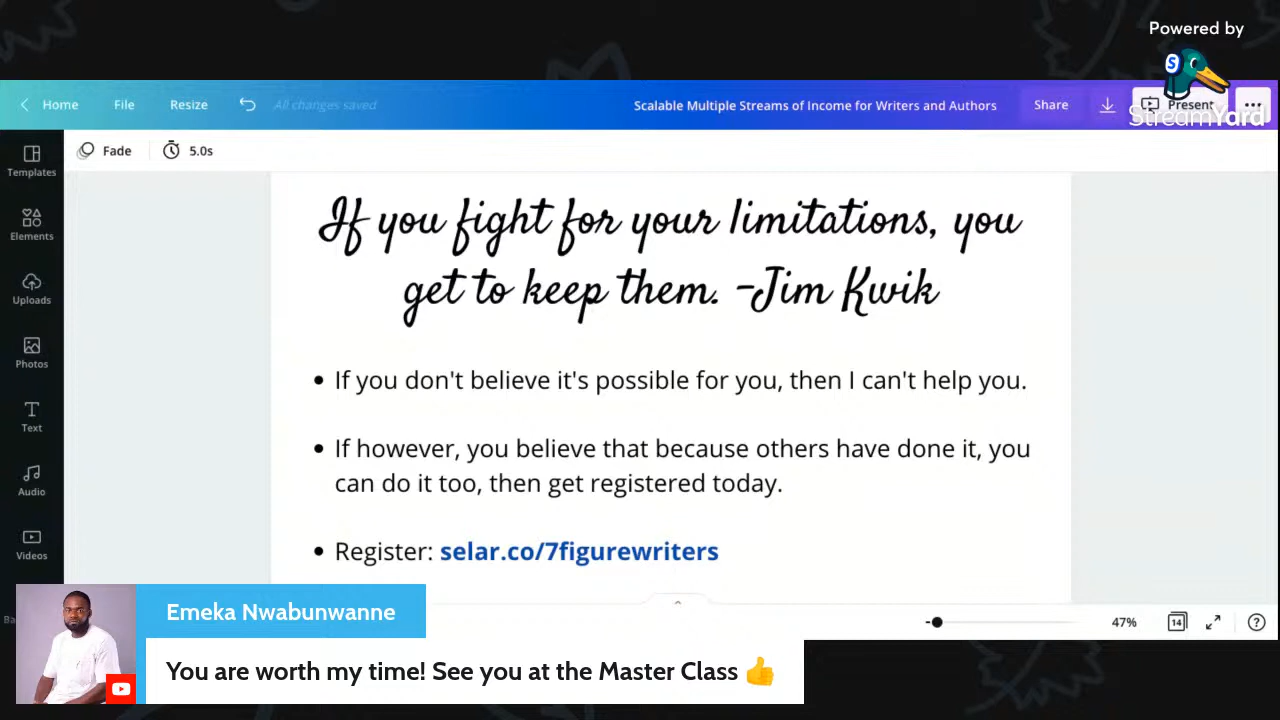 Powered by
StreamYard
Home File Resize All changes saved Scalable Multiple Streams of Income for Writers and Authors Share Present
Fade 5.0s
Templates
Elements
Uploads
Photos
Text
Audio
Videos
If you fight for your limitations, you
get to keep them. -Jim Kwik
• If you don't believe it's possible for you, then I can't help you.
• If however, you believe that because others have done it, you
can do it too, then get registered today.
• Register: selar.co/7figurewriters
47% 14
Emeka Nwabunwanne
You are worth my time! See you at the Master Class 👍